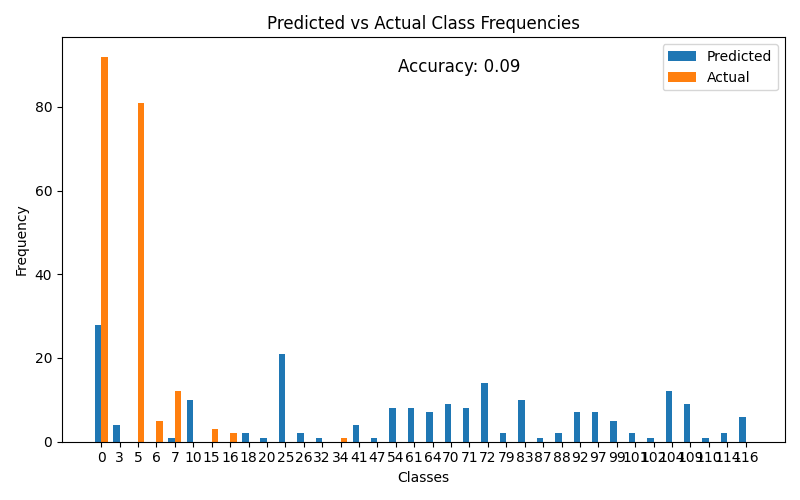 Predicted vs Actual Class Frequencies
Accuracy: 0.09
Predicted
Actual
Frequency
80
60
40
20
0
0 3 5 6 7 10 15 16 18 20 25 26 32 34 41 47 54 61 64 70 71 72 79 83 87 88 92 97 99 101 102 104 109 110 114 116
Classes